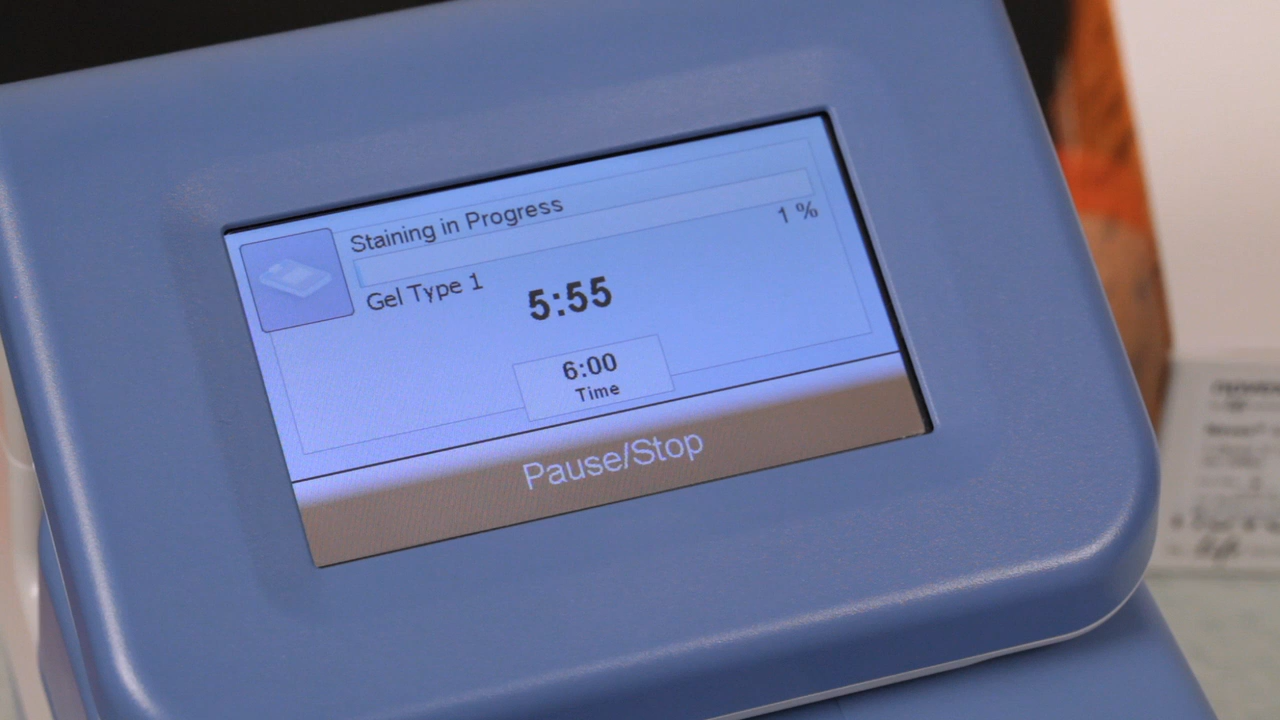 Staining in Progress
1 %
Gel Type 1
5:55
6:00
Time
Pause/Stop